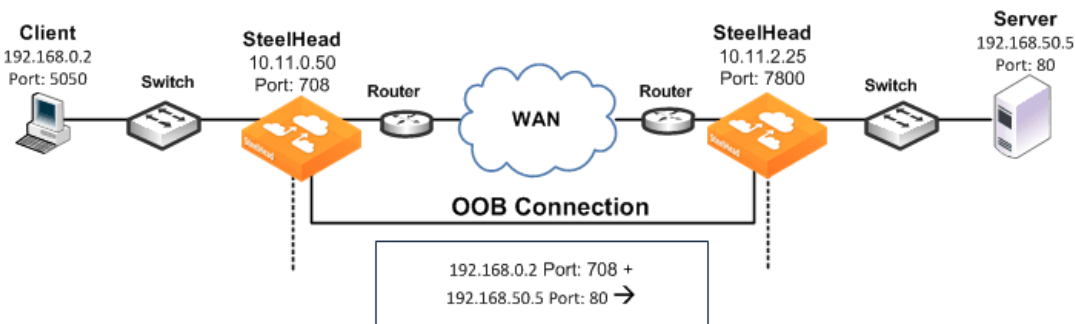 Client
192.168.0.2
Port: 5050
Switch
SteelHead
10.11.0.50
Port: 708
SteelHead
Router
WAN
Router
SteelHead
10.11.2.25
Port: 7800
SteelHead
Switch
Server
192.168.50.5
Port: 80
OOB Connection
192.168.0.2 Port: 708 +
192.168.50.5 Port: 80 →